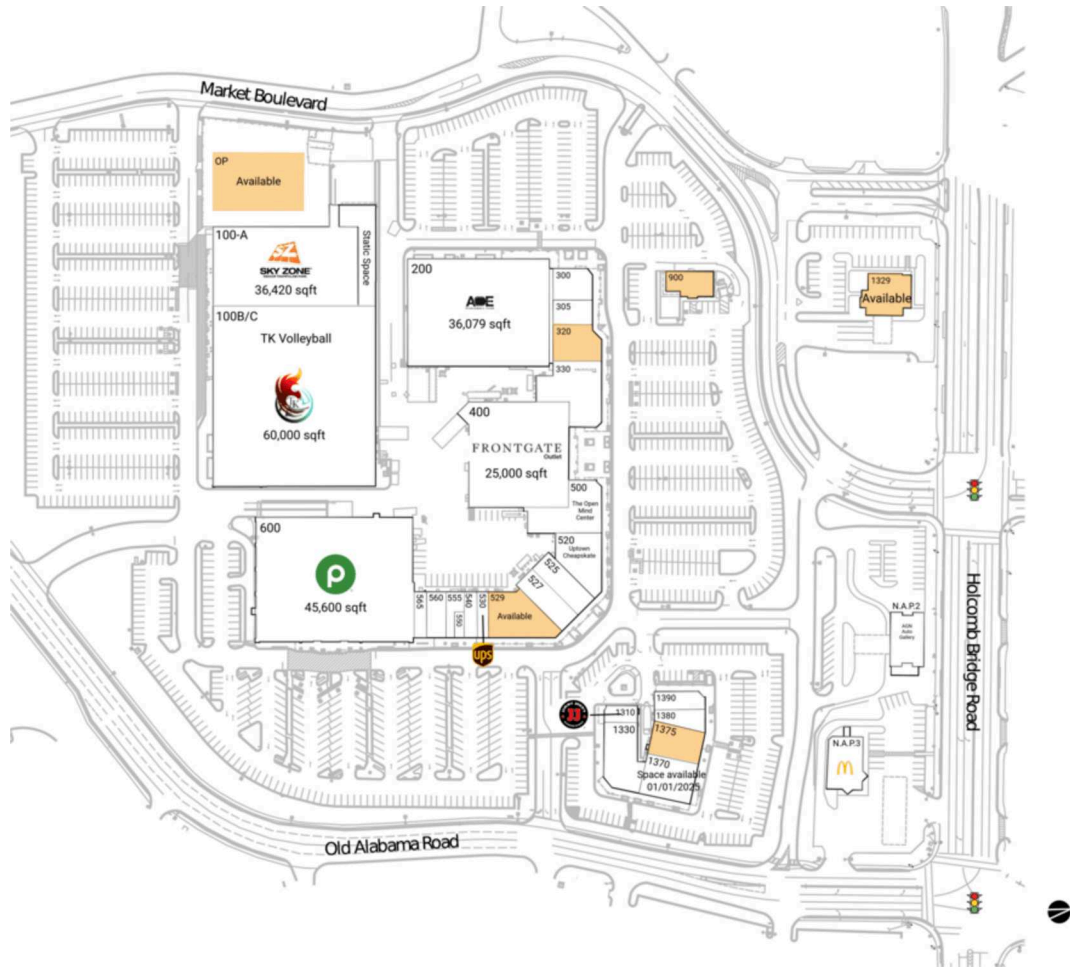 Market Boulevard
OP
Available
100-A
SKY ZONE
36,420 sqft
Static Space
100B/C
TK Volleyball
60,000 sqft
200
36,079 sqft
300
305
320
330
900
1329
Available
400
FRONTGATE
Outlet
25,000 sqft
500
The Open
Mind
Center
520
Uptown
Cheapskate
525
527
600
45,600 sqft
565
560
555
550
540
530
529
Available
ups
N.A.P.2
Auto
Gallery
Holcomb Bridge Road
1390
1310
1380
33
1330
1375
1370
Space available
01/01/2025
N.A.P.3
Old Alabama Road